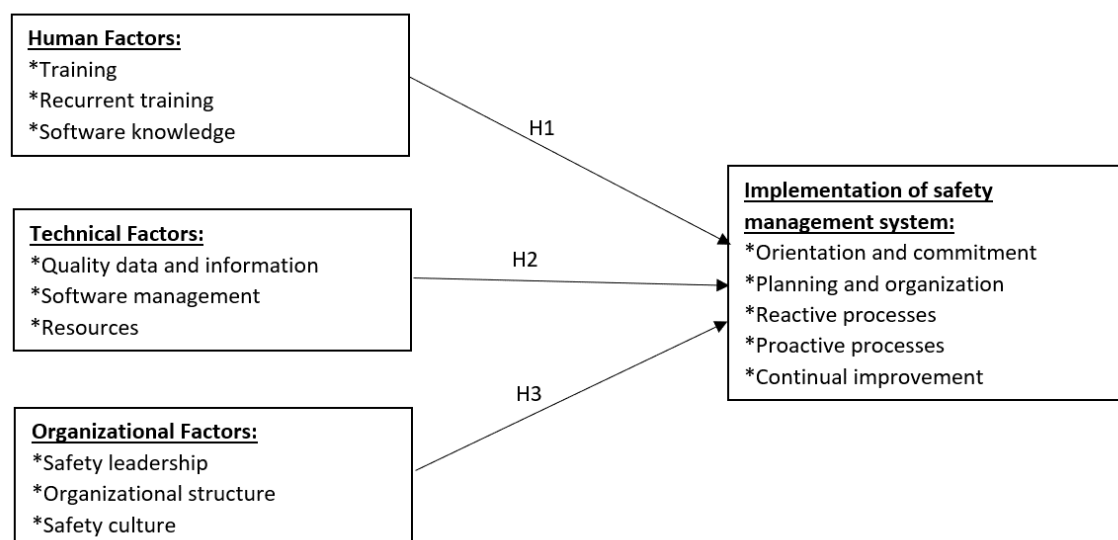 Human Factors:
*Training
*Recurrent training
*Software knowledge
H1
Technical Factors:
*Quality data and information
*Software management
*Resources
H2
Organizational Factors:
*Safety leadership
*Organizational structure
*Safety culture
H3
Implementation of safety
management system:
*Orientation and commitment
*Planning and organization
*Reactive processes
*Proactive processes
*Continual improvement